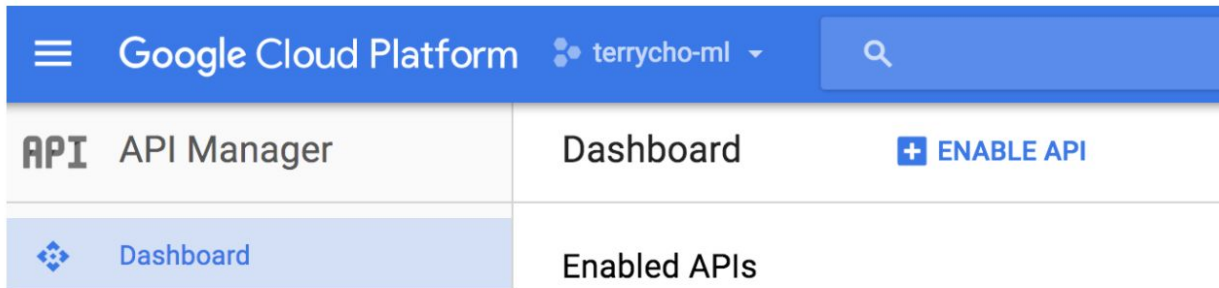 Google Cloud Platform terrycho-ml
API API Manager
Dashboard ENABLE API
Dashboard
Enabled APIs